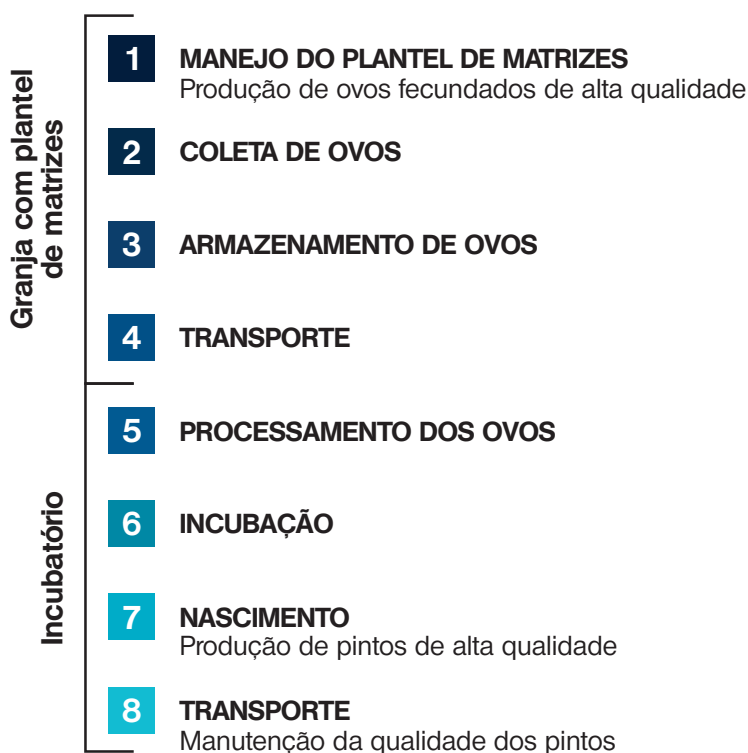 Granja com plantel
de matrizes
1 MANEJO DO PLANTEL DE MATRIZES
Produção de ovos fecundados de alta qualidade
2 COLETA DE OVOS
3 ARMAZENAMENTO DE OVOS
4 TRANSPORTE
Incubatório
5 PROCESSAMENTO DOS OVOS
6 INCUBAÇÃO
7 NASCIMENTO
Produção de pintos de alta qualidade
8 TRANSPORTE
Manutenção da qualidade dos pintos